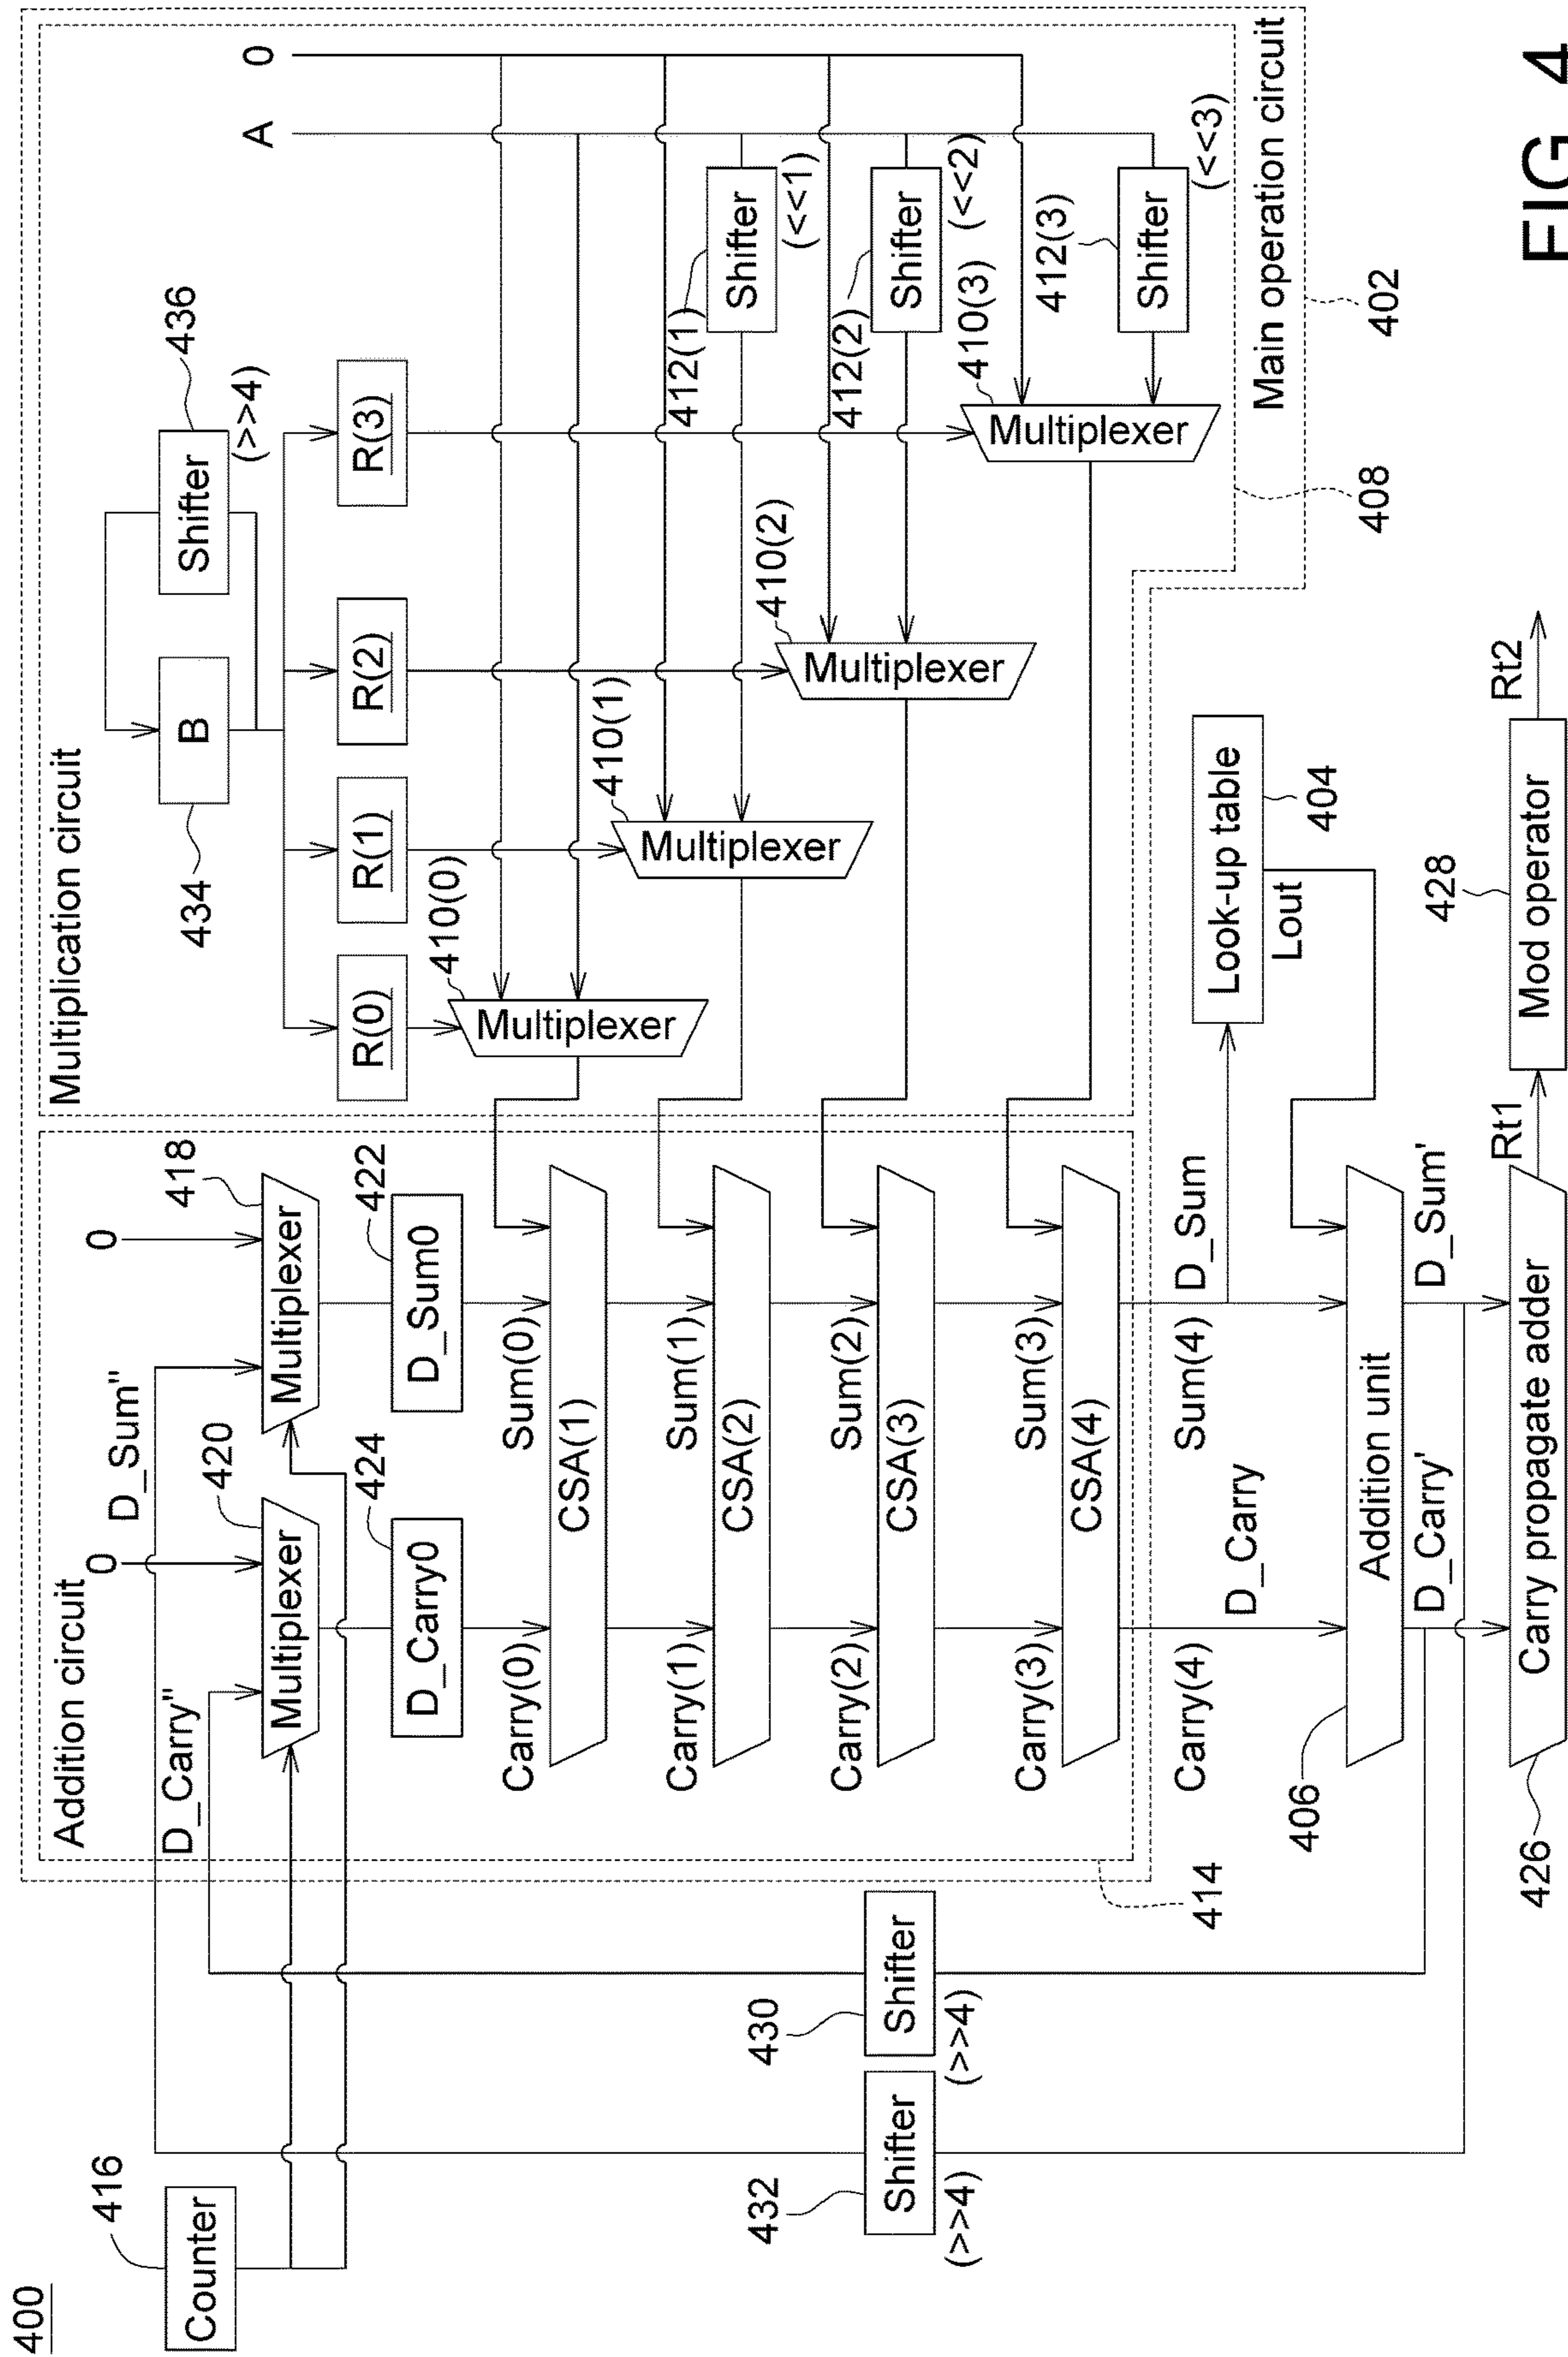 400
Counter
416
Addition circuit
D_Carry"
D_Sum"
0
0
Multiplexer
420
Multiplexer
418
D_Carry0
424
D_Sum0
422
Carry(0)
Sum(0)
CSA(1)
Carry(1)
Sum(1)
CSA(2)
Carry(2)
Sum(2)
CSA(3)
Carry(3)
Sum(3)
CSA(4)
Carry(4)
Sum(4)
D_Carry
D_Sum
414
Shifter
432
(>>4)
Shifter
430
(>>4)
Addition unit
406
D_Carry'
D_Sum'
Carry propagate adder
426
Rt1
Mod operator
428
Rt2
Look-up table
404
Lout
Multiplication circuit
B
434
Shifter
436
(>>4)
R(0)
R(1)
R(2)
R(3)
A
0
Multiplexer
410(0)
Multiplexer
410(1)
Multiplexer
410(2)
Multiplexer
410(3)
Shifter
412(1)
(<<1)
Shifter
412(2)
(<<2)
Shifter
412(3)
(<<3)
408
Main operation circuit
402
FIG. 4